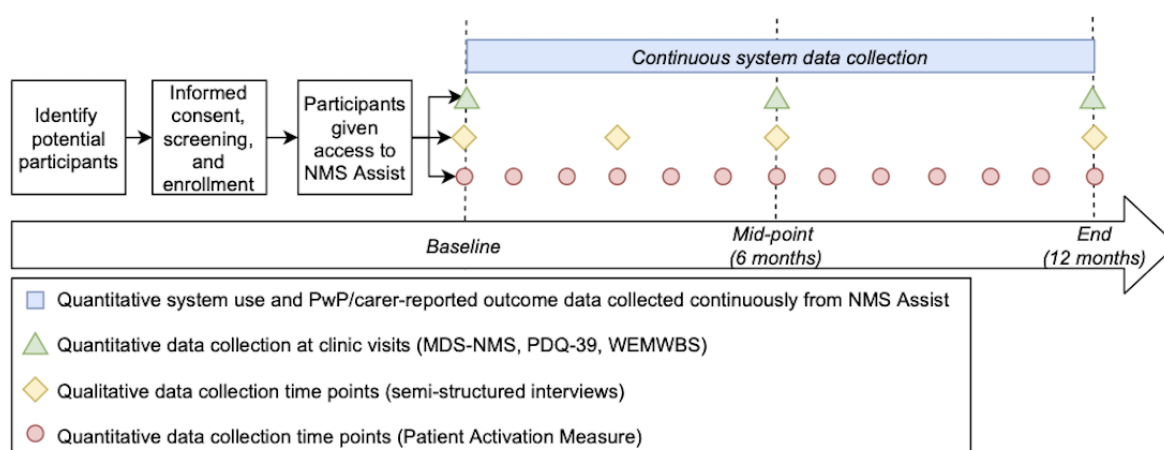 Continuous system data collection
Identify
potential
participants
Informed
consent,
screening,
and
enrollment
Participants
given
access to
NMS Assist
Baseline
Mid-point
(6 months)
End
(12 months)
Quantitative system use and PwP/carer-reported outcome data collected continuously from NMS Assist
Quantitative data collection at clinic visits (MDS-NMS, PDQ-39, WEMWBS)
Qualitative data collection time points (semi-structured interviews)
Quantitative data collection time points (Patient Activation Measure)